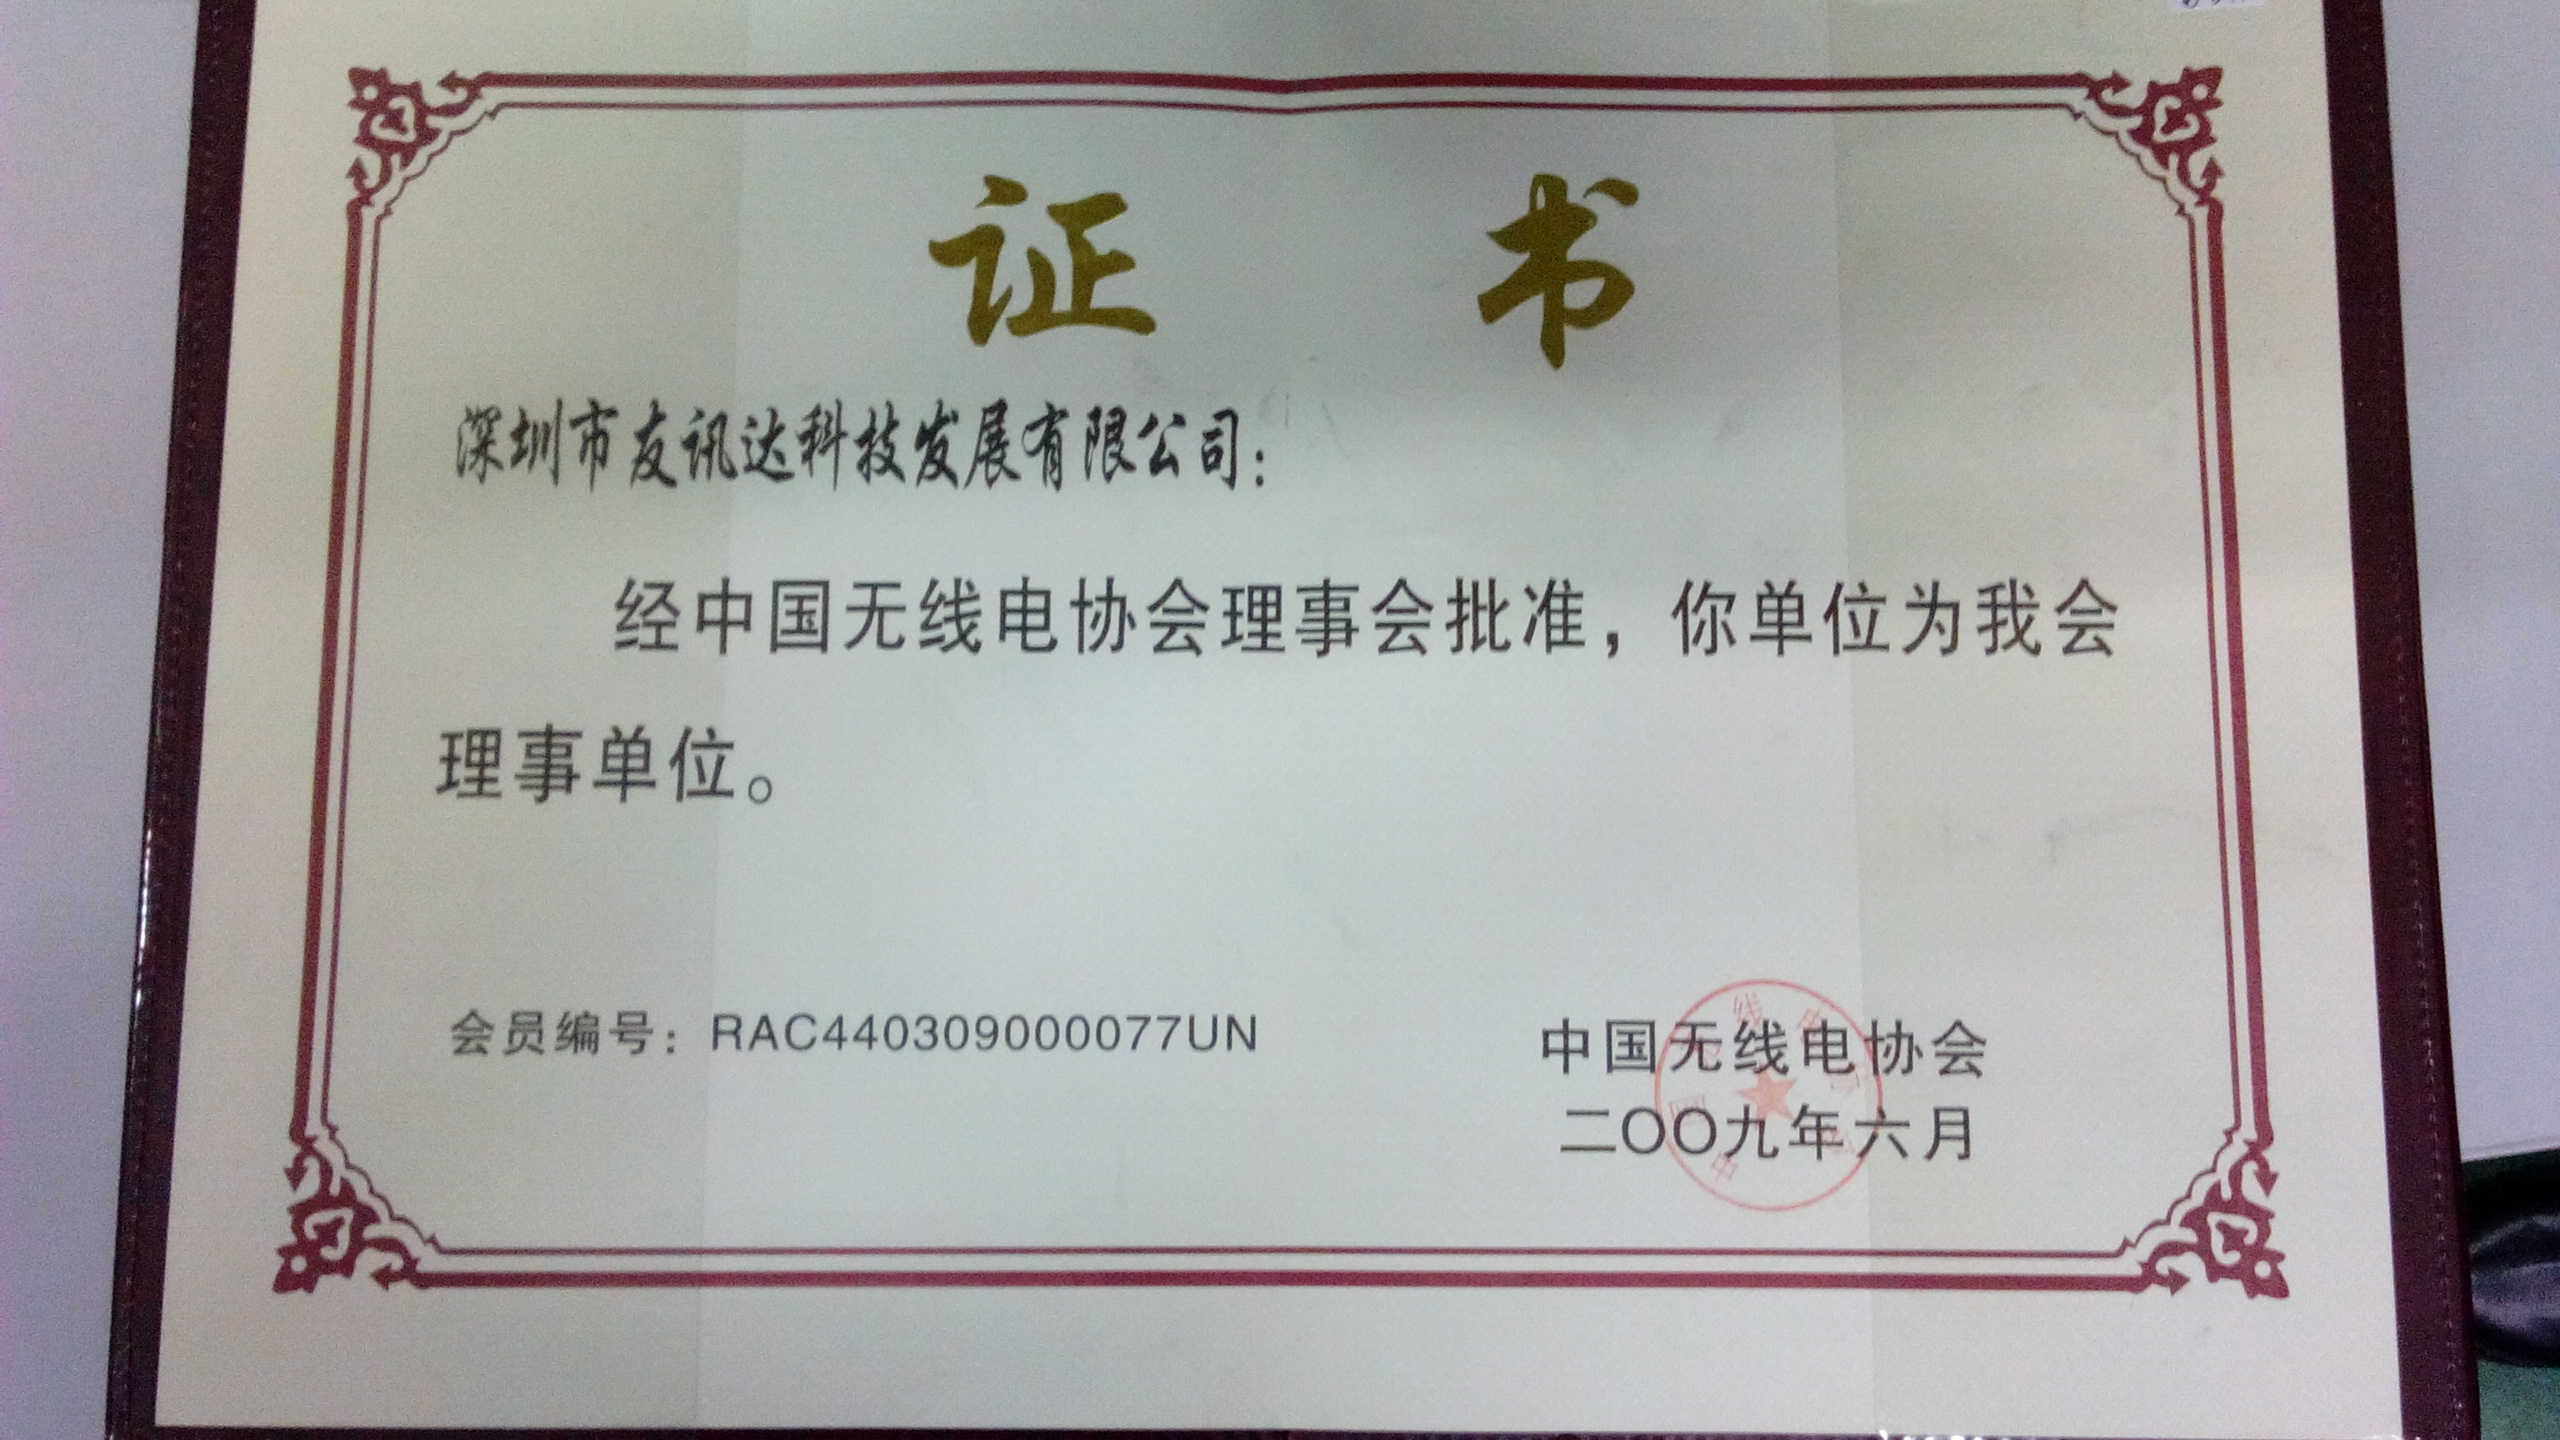 证 书
深圳市友讯达科技发展有限公司：
经中国无线电协会理事会批准，你单位为我会
理事单位。
会员编号：RAC440309000077UN
中国无线电协会
二〇〇九年六月